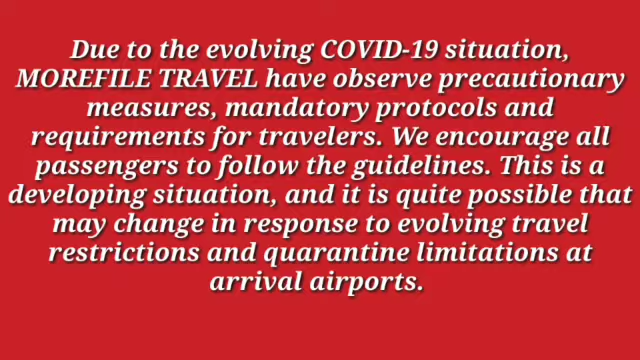 Due to the evolving COVID-19 situation,
MOREFILE TRAVEL have observe precautionary
measures, mandatory protocols and
requirements for travelers. We encourage all
passengers to follow the guidelines. This is a
developing situation, and it is quite possible that
may change in response to evolving travel
restrictions and quarantine limitations at
arrival airports.